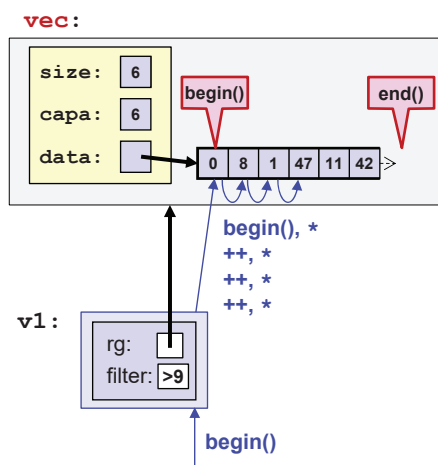 vec:
size: 6
capa: 6
data:
begin()
end()
0 8 1 47 11 42
begin(), *
++, *
++, *
++, *
v1:
rg:
filter: >9
begin()